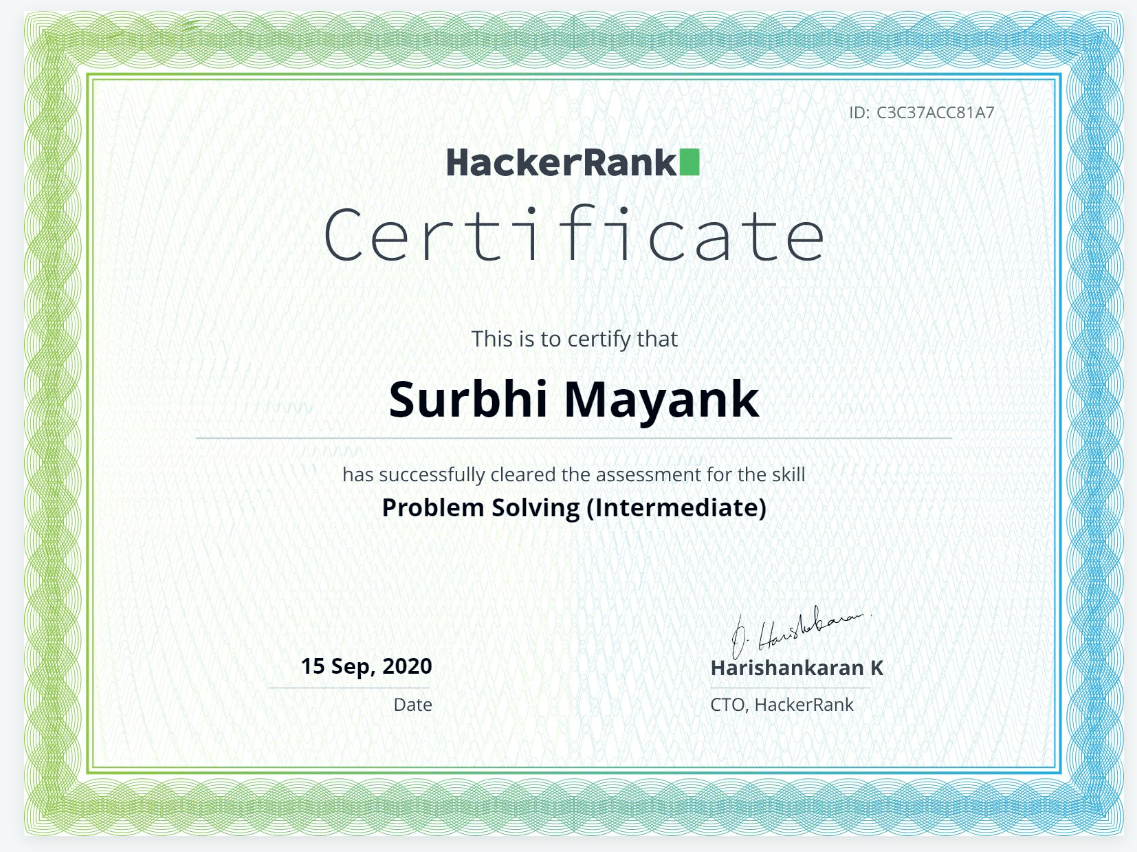 ID: C3C37ACC81A7
HackerRank
Certificate
This is to certify that
Surbhi Mayank
has successfully cleared the assessment for the skill
Problem Solving (Intermediate)
15 Sep, 2020
Date
Harishankaran K
CTO, HackerRank